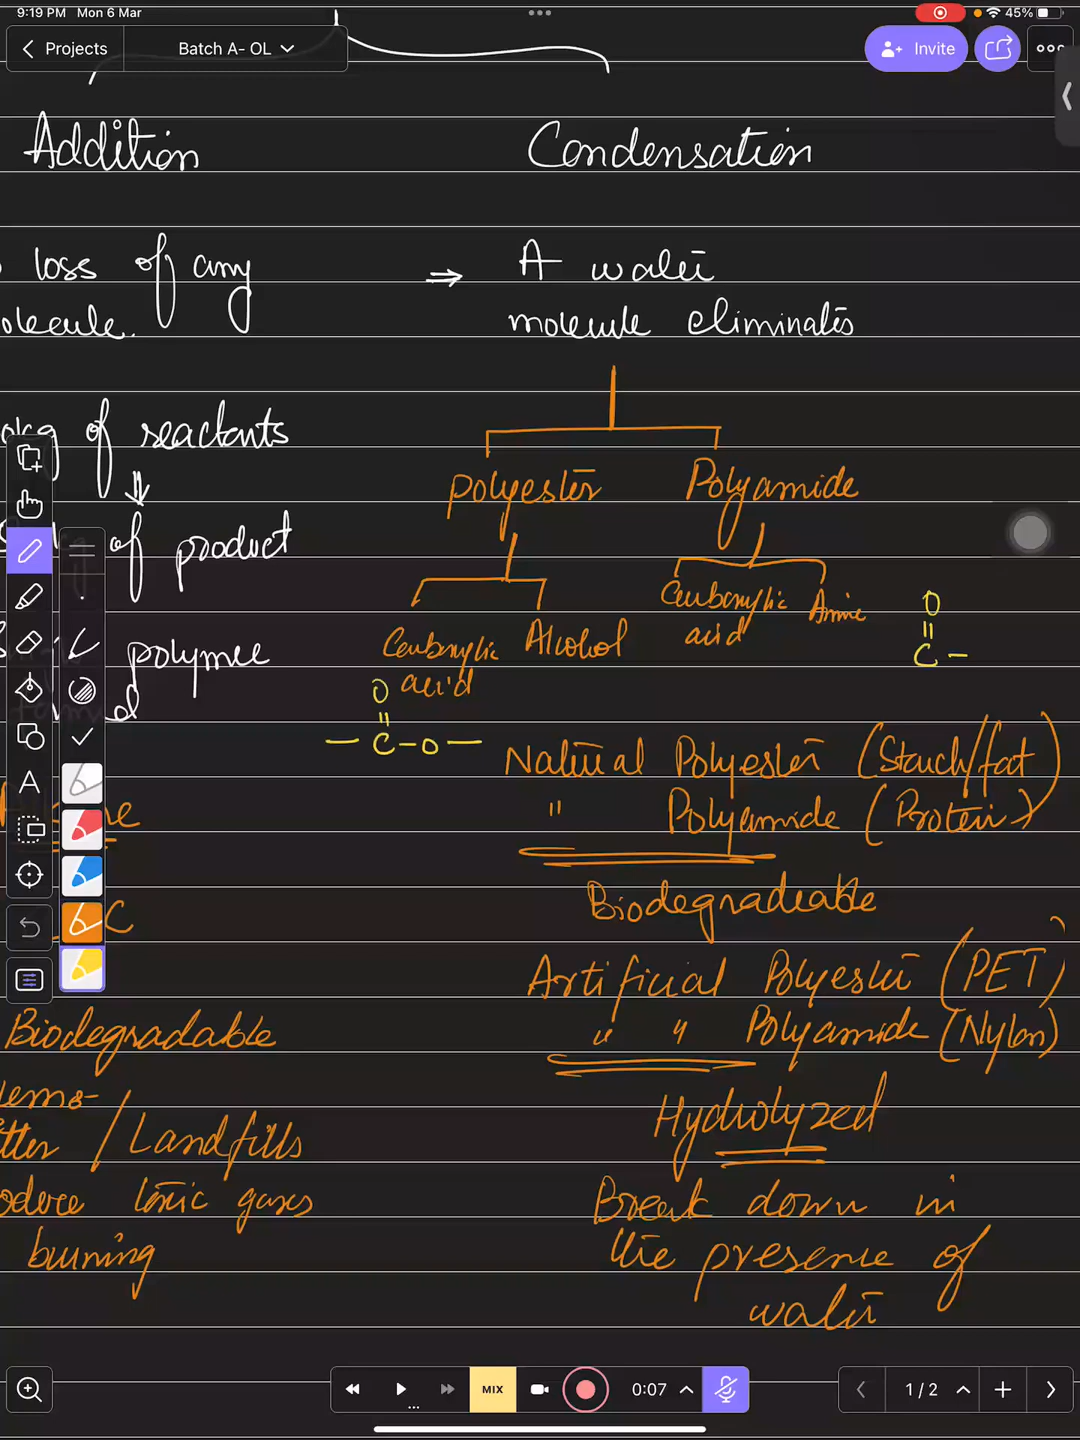 9:19 PM Mon 6 Mar
45%
Projects
Batch A- OL
Invite
Addition
Condensation
loss of any
olecule.
⇒ A water
molecule eliminates
of reactants
⇓
of product
polymer
Polyester
Polyamide
Carboxylic acid
Alcohol
Carboxylic acid
Amine
O
||
C -
O
||
— C - O —
Natural Polyester (Starch/fat)
" Polyamide (Protein)
Biodegradeable
C
Artificial Polyester (PET)
" " Polyamide (Nylon)
Biodegradable
Hydrolyzed
/ Landfills
toxic gases
burning
Break down in
the presence of
water
A
MIX
0:07
1/2